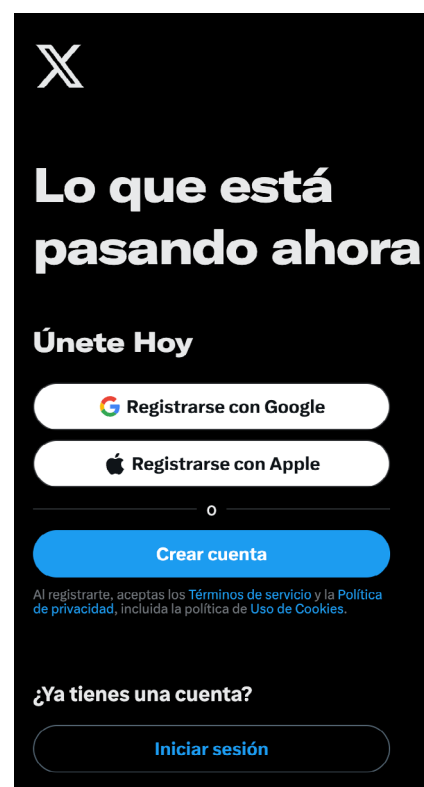 X
Lo que está
pasando ahora
Únete Hoy
Registrarse con Google
Registrarse con Apple
o
Crear cuenta
Al registrarte, aceptas los Términos de servicio y la Política
de privacidad, incluida la política de Uso de Cookies.
¿Ya tienes una cuenta?
Iniciar sesión